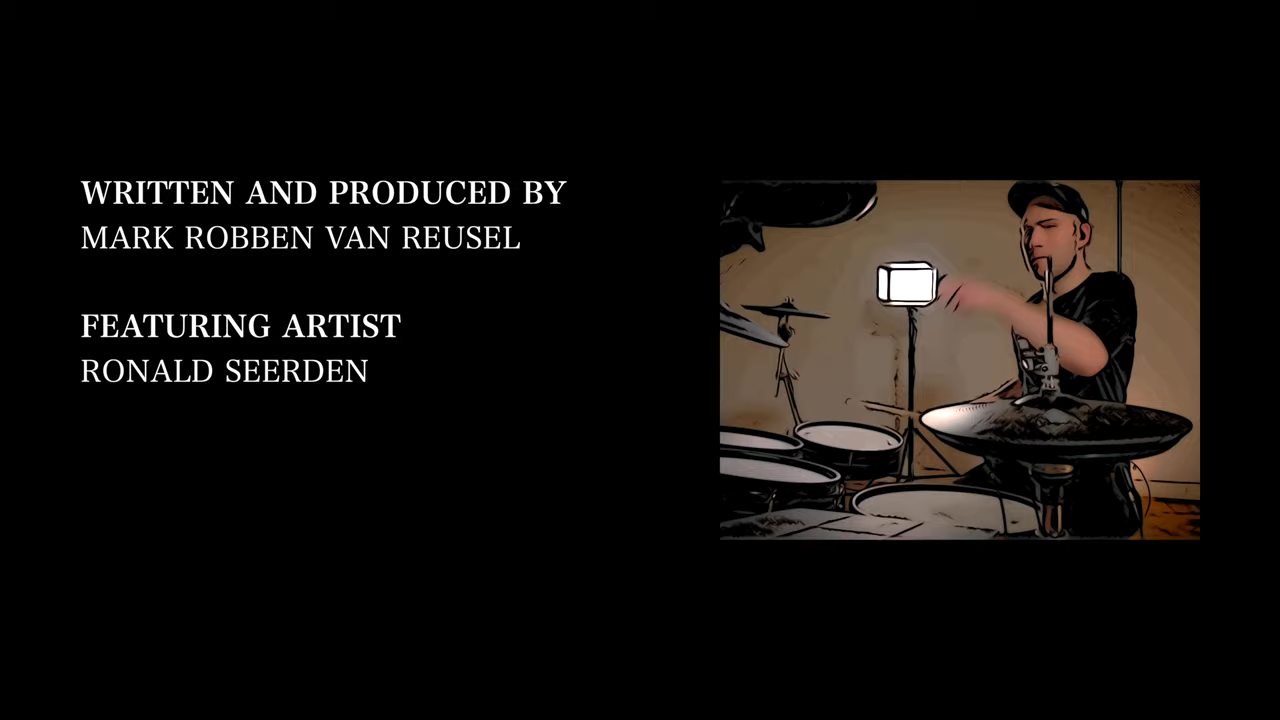 WRITTEN AND PRODUCED BY
MARK ROBBEN VAN REUSEL
FEATURING ARTIST
RONALD SEERDEN